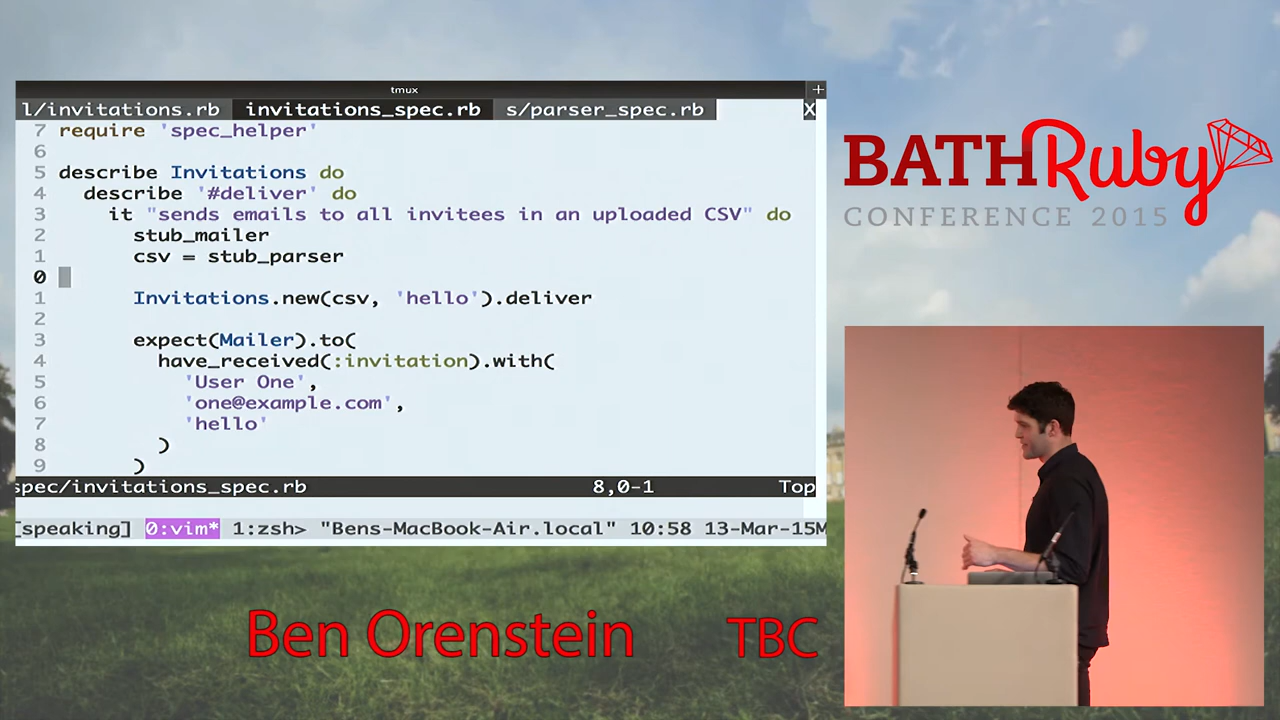 tmux +
l/invitations.rb invitations_spec.rb s/parser_spec.rb X
7 require 'spec_helper'
6
5 describe Invitations do
4 describe '#deliver' do
3 it "sends emails to all invitees in an uploaded CSV" do
2 stub_mailer
1 csv = stub_parser
0
1 Invitations.new(csv, 'hello').deliver
2
3 expect(Mailer).to(
4 have_received(:invitation).with(
5 'User One',
6 'one@example.com',
7 'hello'
8 )
9 )
spec/invitations_spec.rb 8,0-1 Top
[speaking] 0:vim* 1:zsh> "Bens-MacBook-Air.local" 10:58 13-Mar-15M
BATHRuby
CONFERENCE 2015
Ben Orenstein TBC